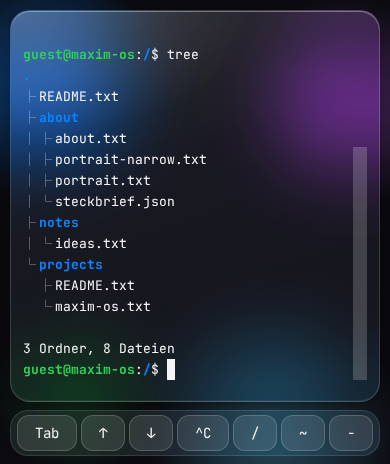 guest@maxim-os:/$ tree
.
├─README.txt
├─about
│ ├─about.txt
│ ├─portrait-narrow.txt
│ ├─portrait.txt
│ └─steckbrief.json
├─notes
│ └─ideas.txt
└─projects
  ├─README.txt
  └─maxim-os.txt

3 Ordner, 8 Dateien
guest@maxim-os:/$
Tab ↑ ↓ ^C / ~ -